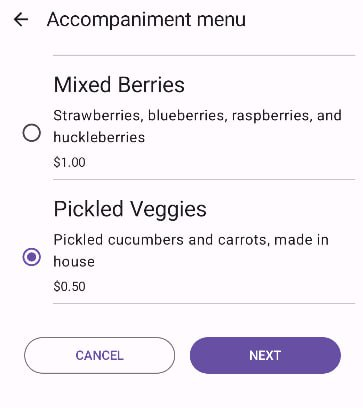 Accompaniment menu
Mixed Berries
Strawberries, blueberries, raspberries, and
huckleberries
$1.00
Pickled Veggies
Pickled cucumbers and carrots, made in
house
$0.50
CANCEL
NEXT